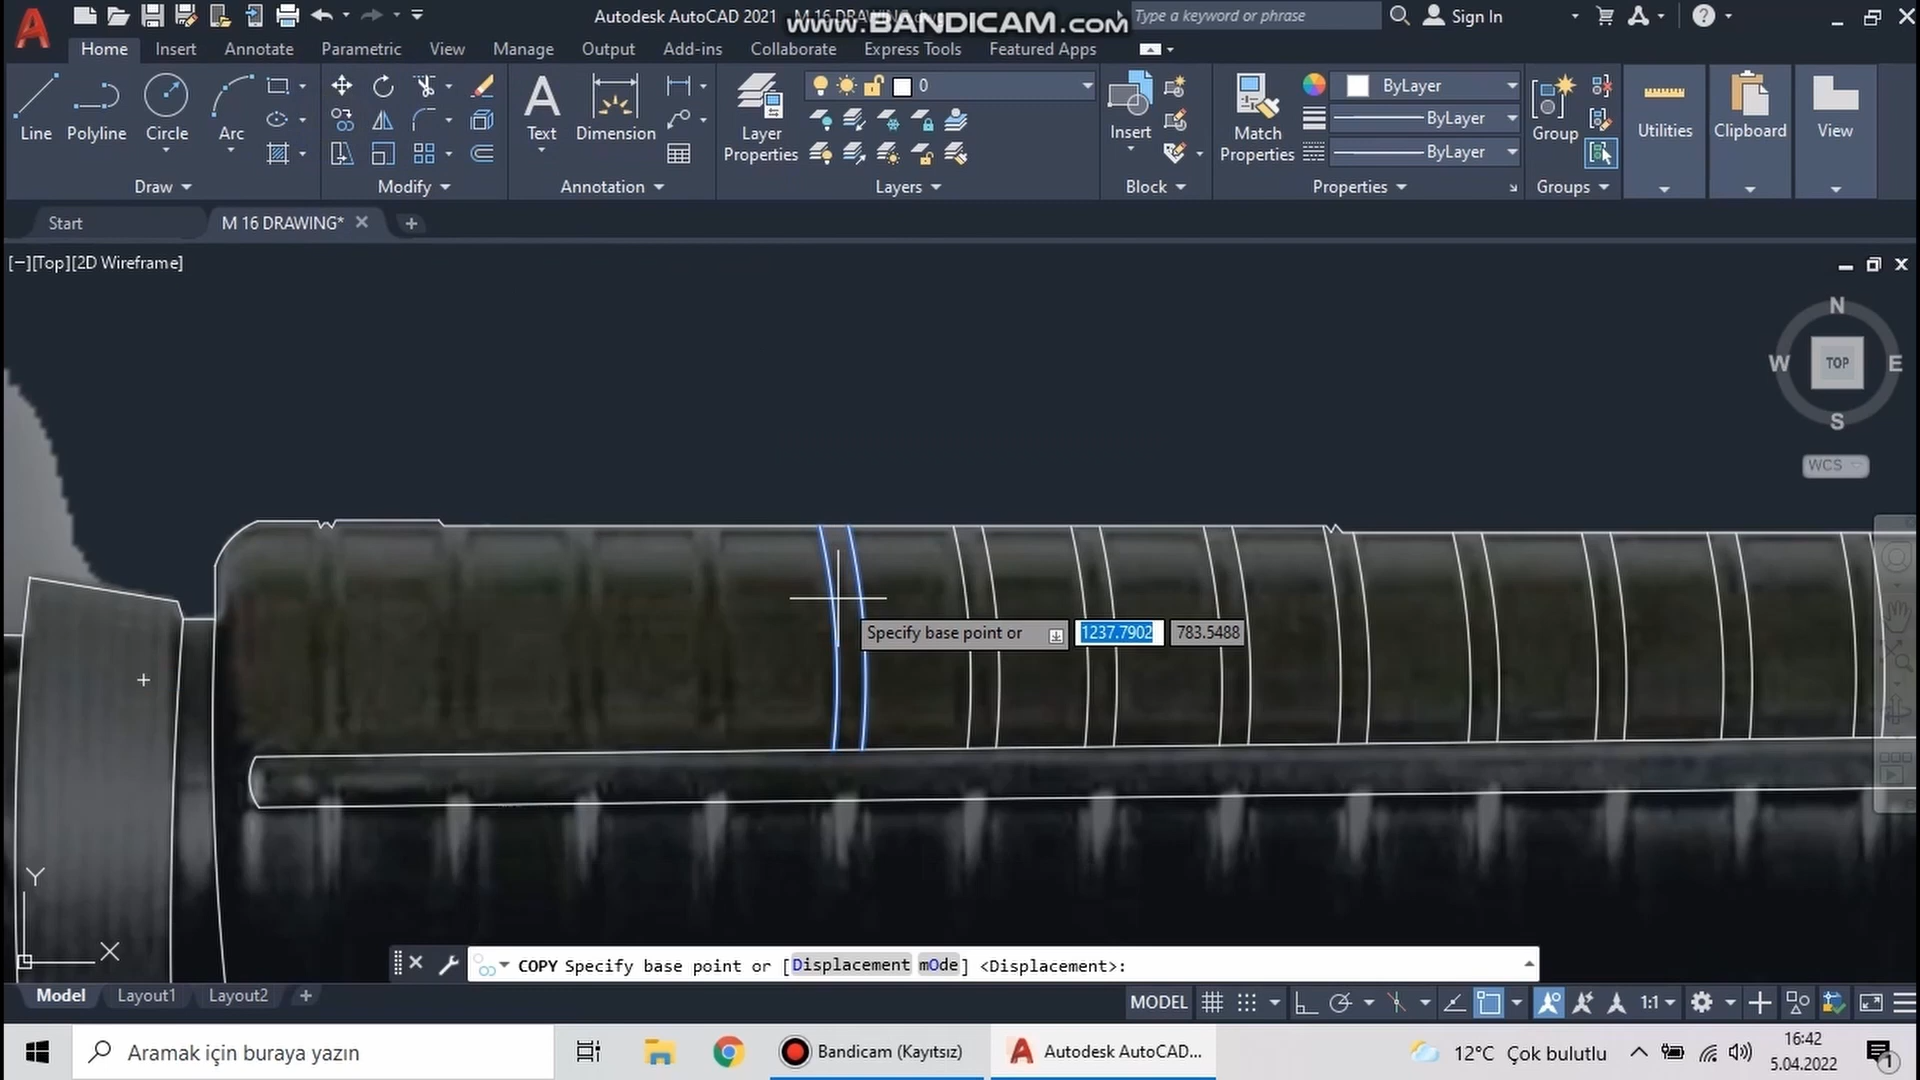 Autodesk AutoCAD 2021
www.BANDICAM.com
Type a keyword or phrase
Sign In
Home Insert Annotate Parametric View Manage Output Add-ins Collaborate Express Tools Featured Apps
0
ByLayer
ByLayer
ByLayer
Line Polyline Circle Arc
Text Dimension
Layer Properties
Insert
Match Properties
Group
Utilities Clipboard View
Draw Modify Annotation Layers Block Properties Groups
Start M 16 DRAWING*
[−][Top][2D Wireframe]
N
W TOP E
S
WCS
Specify base point or 1237.7902 783.5488
Y
X
COPY Specify base point or [Displacement mOde] <Displacement>:
Model Layout1 Layout2
MODEL 1:1
Aramak için buraya yazın
Bandicam (Kayıtsız)
Autodesk AutoCAD...
12°C Çok bulutlu
16:42
5.04.2022
1